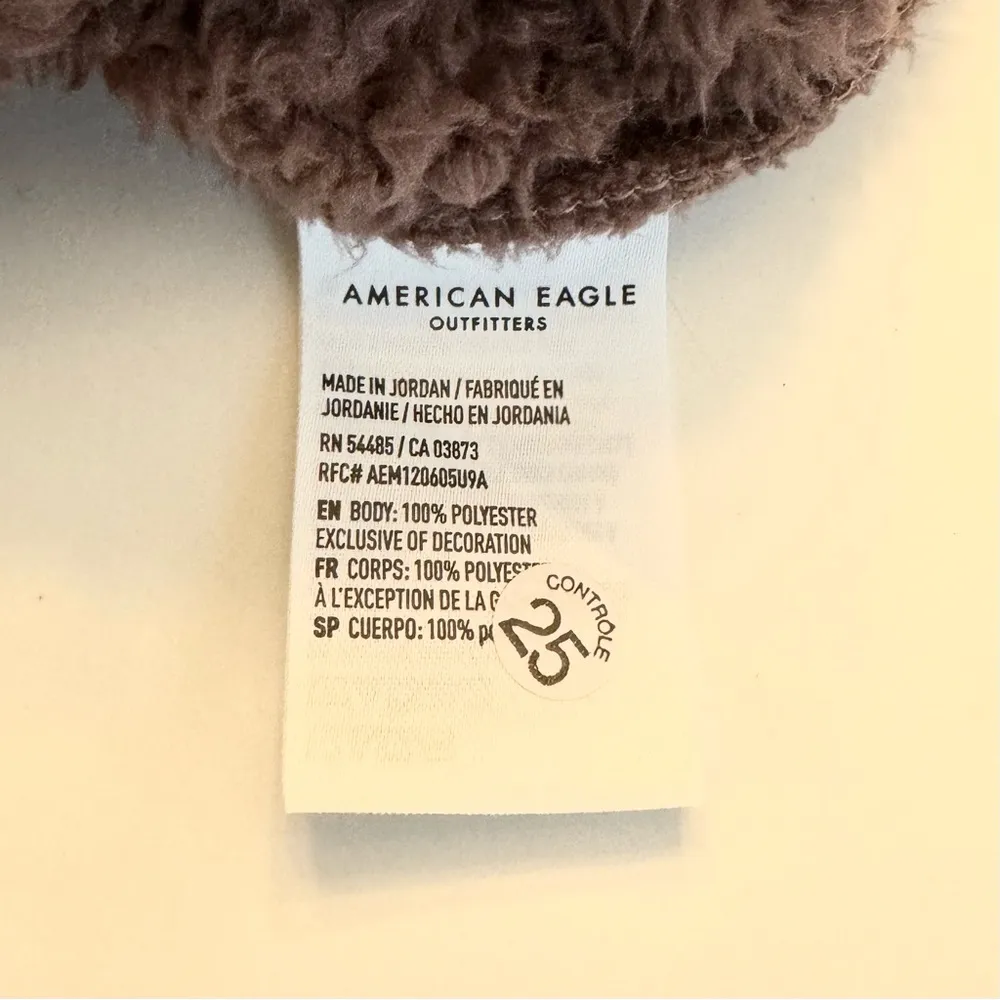 AMERICAN EAGLE
OUTFITTERS
MADE IN JORDAN / FABRIQUÉ EN
JORDANIE / HECHO EN JORDANIA
RN 54485 / CA 03873
RFC# AEM120605U9A
EN BODY: 100% POLYESTER
EXCLUSIVE OF DECORATION
FR CORPS: 100% POLYESTE
À L'EXCEPTION DE LA
SP CUERPO: 100%
CONTRÔLE
25